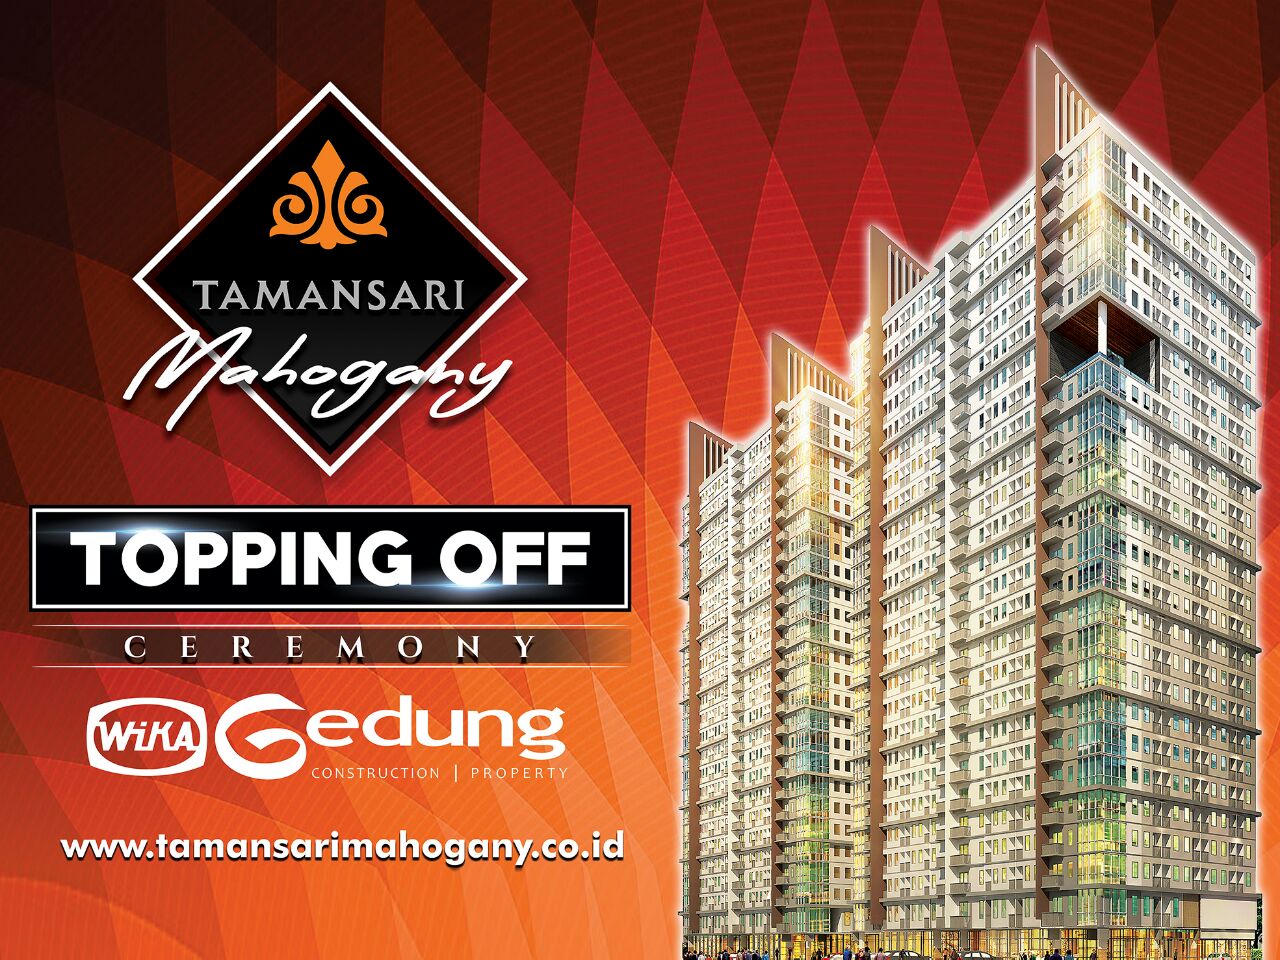 TAMANSARI
Mahogany
TOPPING OFF
CEREMONY
WiKA Gedung
CONSTRUCTION | PROPERTY
www.tamansarimahogany.co.id